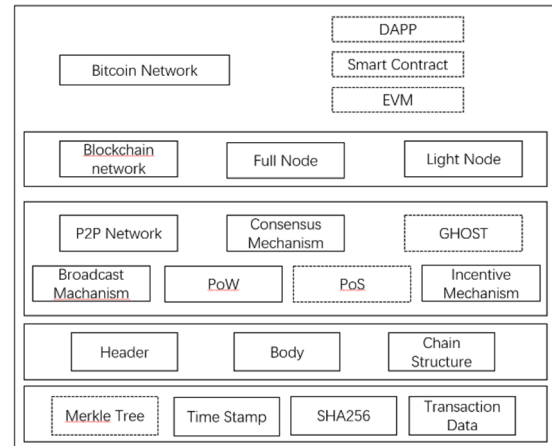 DAPP
Bitcoin Network
Smart Contract
EVM
Blockchain
network
Full Node
Light Node
P2P Network
Consensus
Mechanism
GHOST
Broadcast
Machanism
PoW
PoS
Incentive
Mechanism
Header
Body
Chain
Structure
Merkle Tree
Time Stamp
SHA256
Transaction
Data